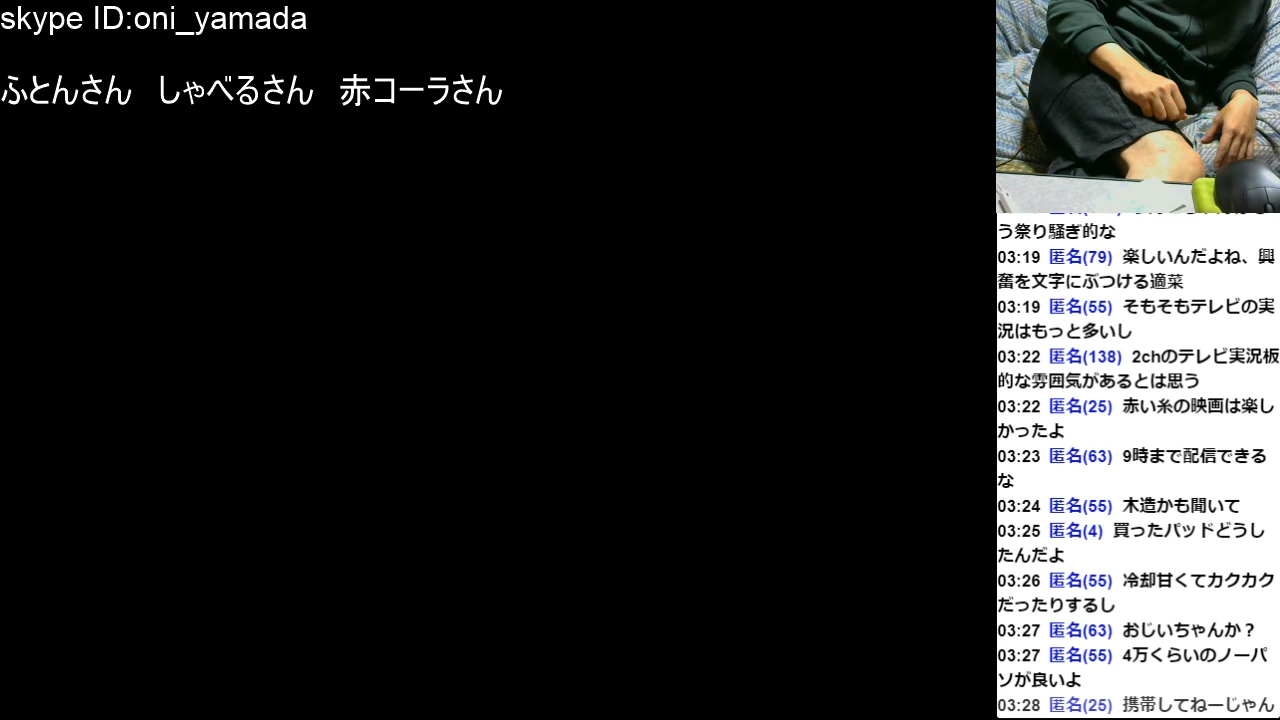 skype ID:oni_yamada
ふとんさん　しゃべるさん　赤コーラさん
う祭り騒ぎ的な
03:19 匿名(79) 楽しいんだよね、興
奮を文字にぶつける適菜
03:19 匿名(55) そもそもテレビの実
況はもっと多いし
03:22 匿名(138) 2chのテレビ実況板
的な雰囲気があるとは思う
03:22 匿名(25) 赤い糸の映画は楽し
かったよ
03:23 匿名(63) 9時まで配信できる
な
03:24 匿名(55) 木造かも聞いて
03:25 匿名(4) 買ったパッドどうし
たんだよ
03:26 匿名(55) 冷却甘くてカクカク
だったりするし
03:27 匿名(63) おじいちゃんか？
03:27 匿名(55) 4万くらいのノーパ
ソが良いよ
03:28 匿名(25) 携帯してねーじゃん